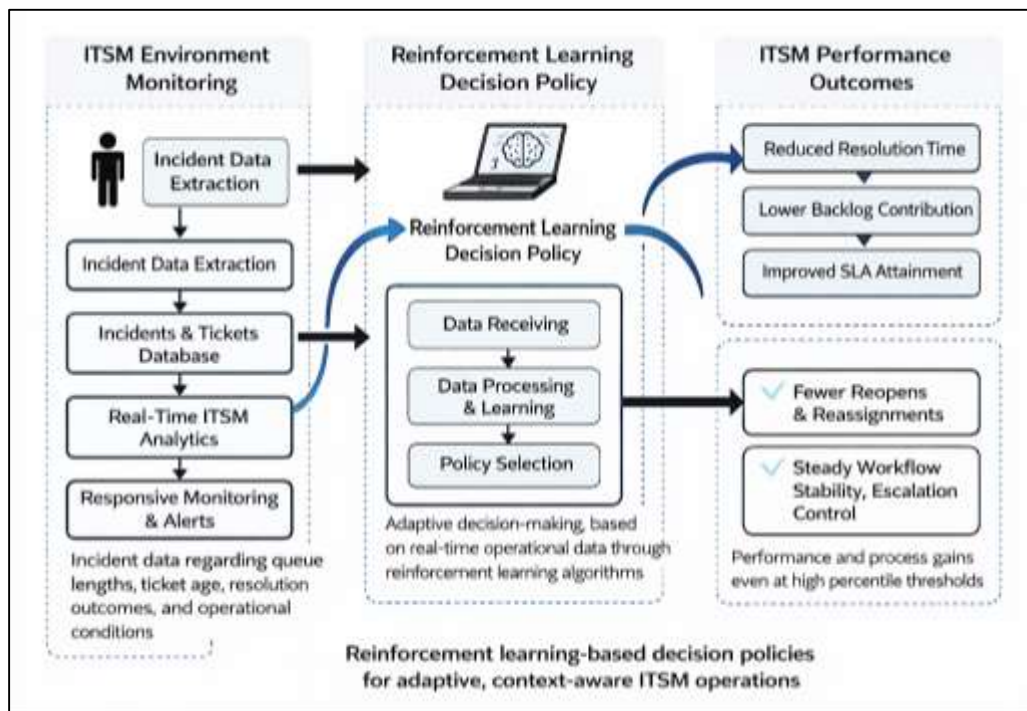 ITSM Environment
Monitoring
Incident Data
Extraction
Incident Data Extraction
Incidents & Tickets
Database
Real-Time ITSM
Analytics
Responsive Monitoring
& Alerts
Incident data regarding queue
lengths, ticket age, resolution
outcomes, and operational
conditions
Reinforcement Learning
Decision Policy
Reinforcement Learning
Decision Policy
Data Receiving
Data Processing
& Learning
Policy Selection
Adaptive decision-making, based
on real-time operational data through
reinforcement learning algorithms
ITSM Performance
Outcomes
Reduced Resolution Time
Lower Backlog Contribution
Improved SLA Attainment
Fewer Reopens
& Reassignments
Steady Workflow
Stability, Escalation
Control
Performance and process gains
even at high percentile thresholds
Reinforcement learning-based decision policies
for adaptive, context-aware ITSM operations